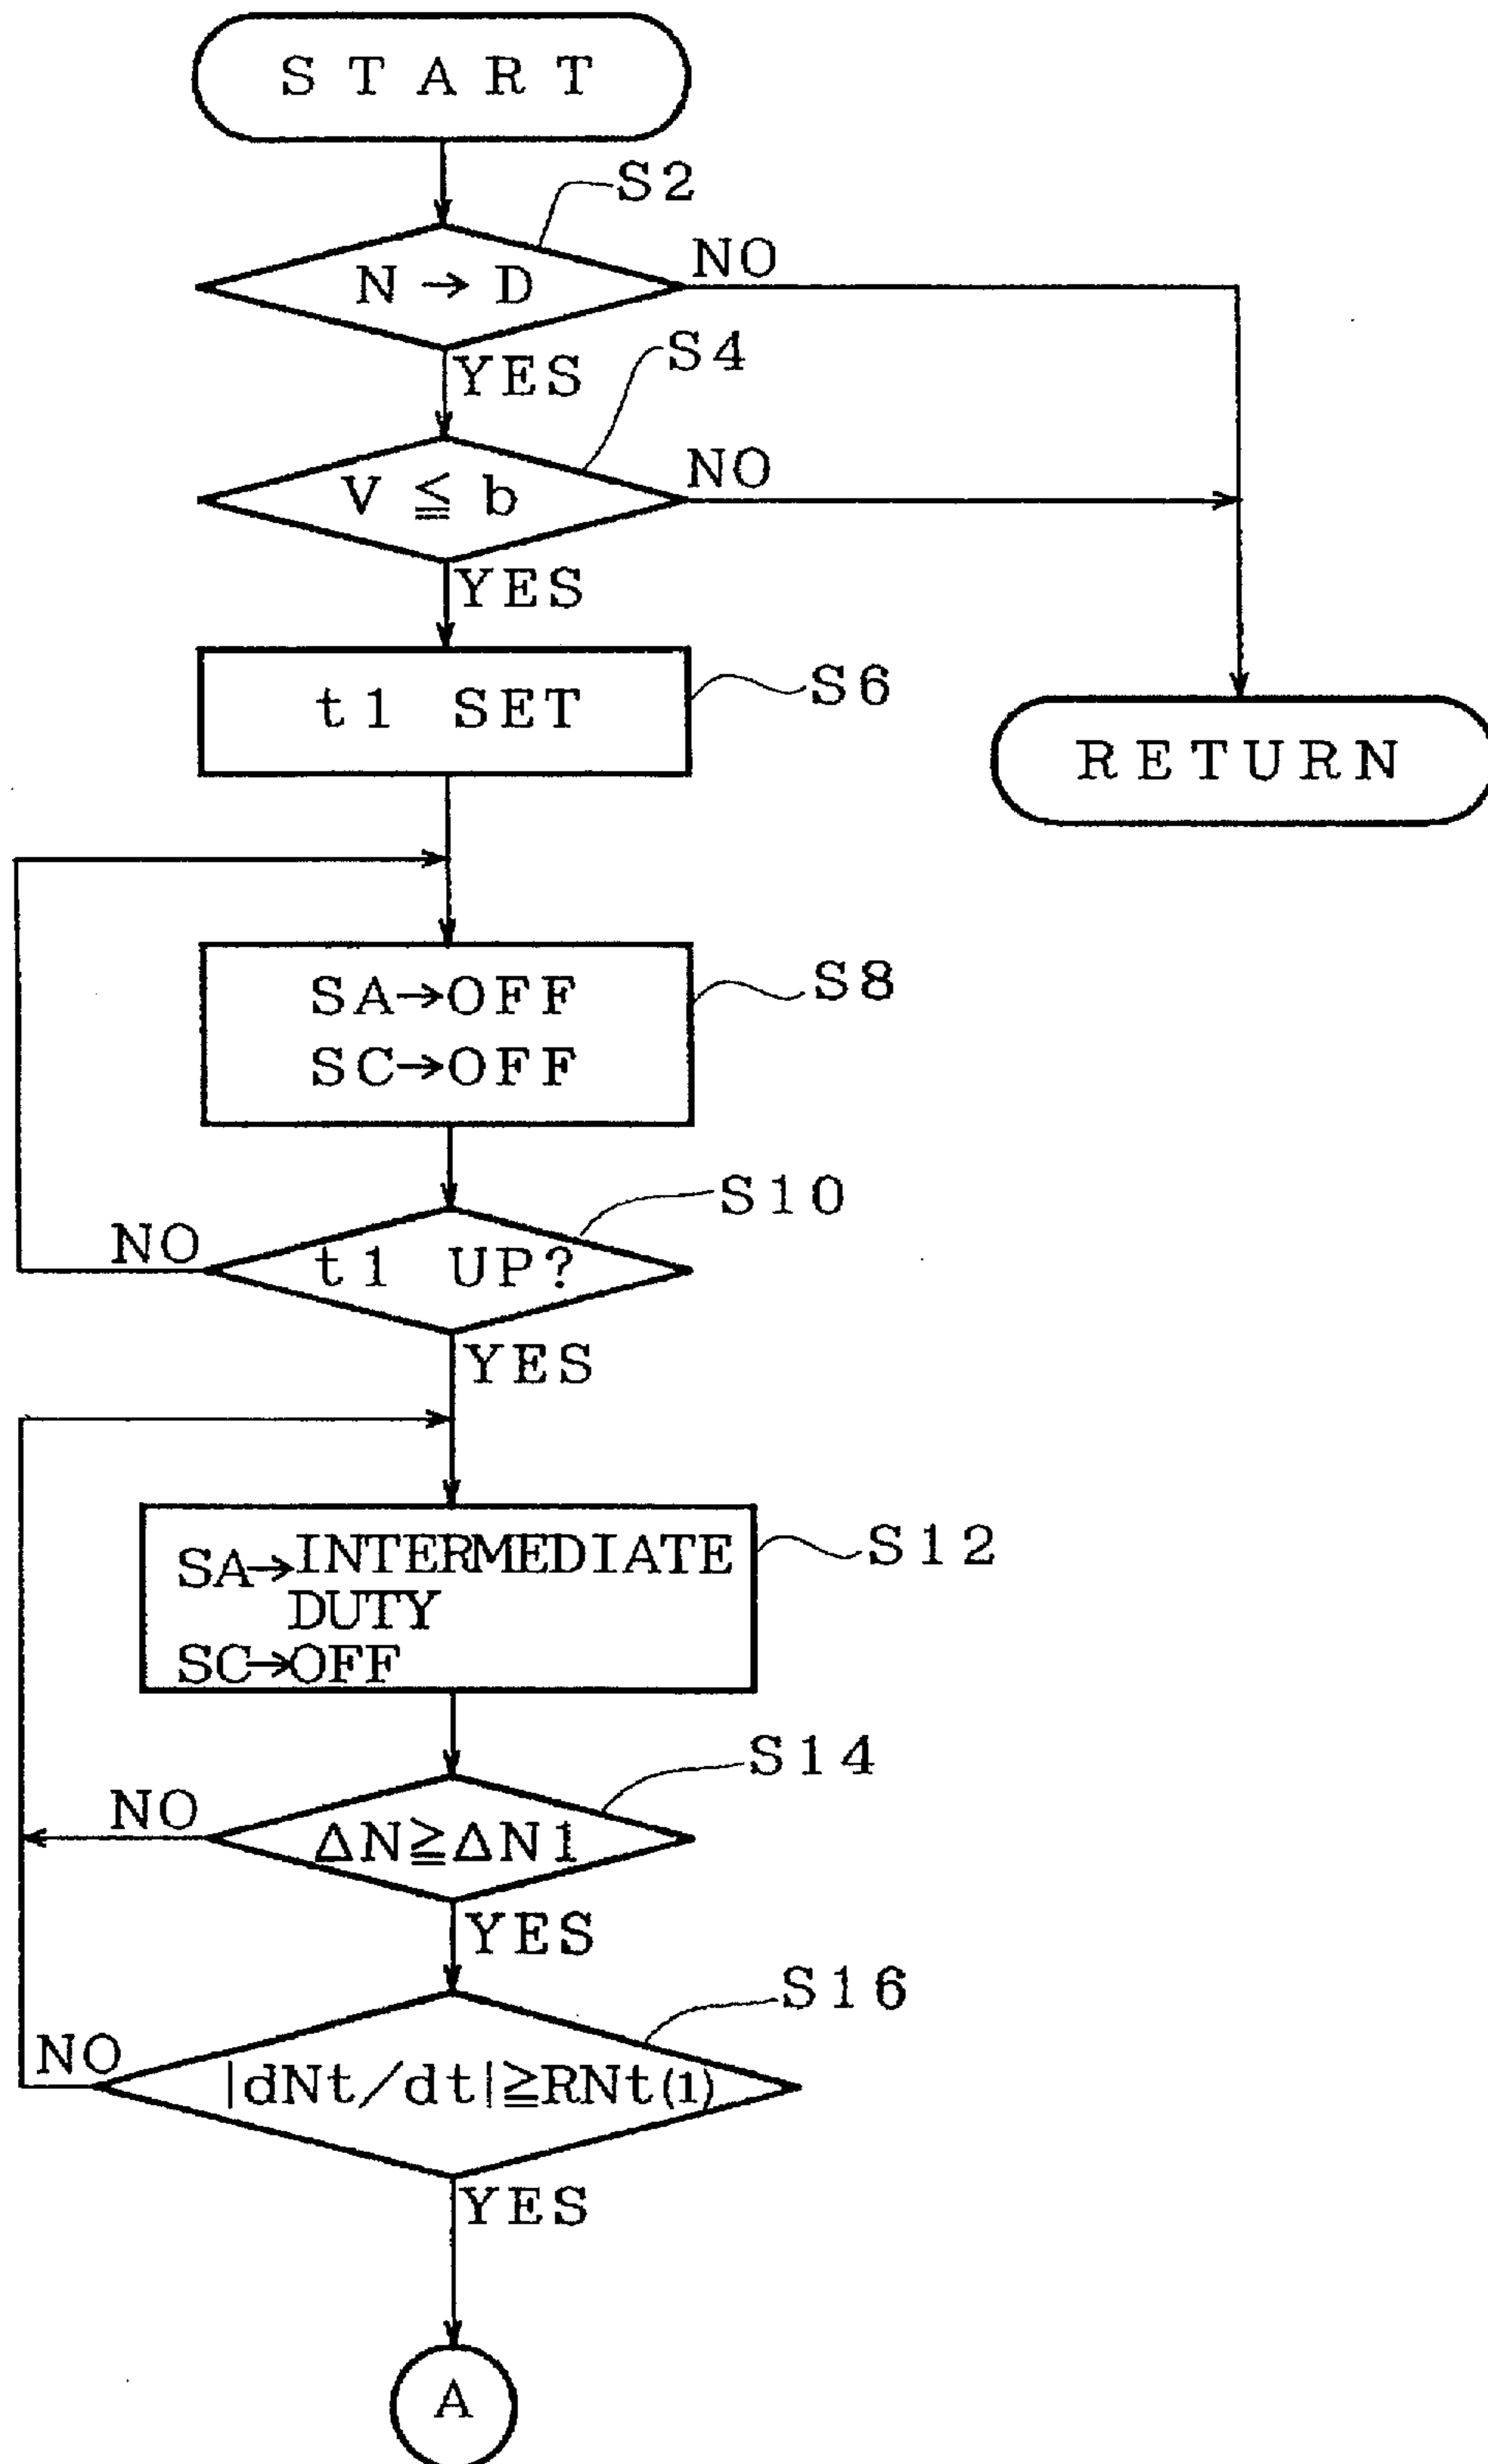 START
S2
N → D
NO
YES
S4
V ≦ b
NO
YES
t1 SET
S6
RETURN
SA→OFF
SC→OFF
S8
S10
NO
t1 UP?
YES
SA→INTERMEDIATE
DUTY
SC→OFF
S12
S14
NO
ΔN≧ΔN1
YES
S16
NO
|dNt/dt|≧RNt(1)
YES
A